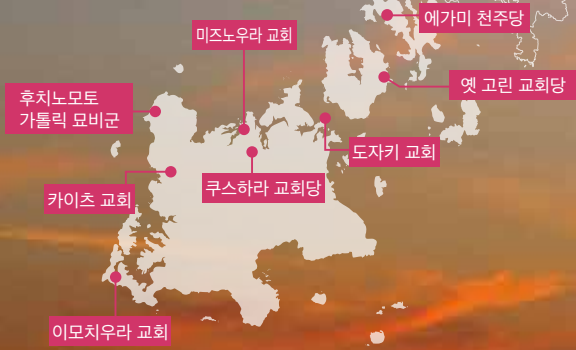 에가미 천주당
미즈노우라 교회
옛 고린 교회당
후치노모토
가톨릭 묘비군
도자키 교회
쿠스하라 교회당
카이츠 교회
이모치우라 교회